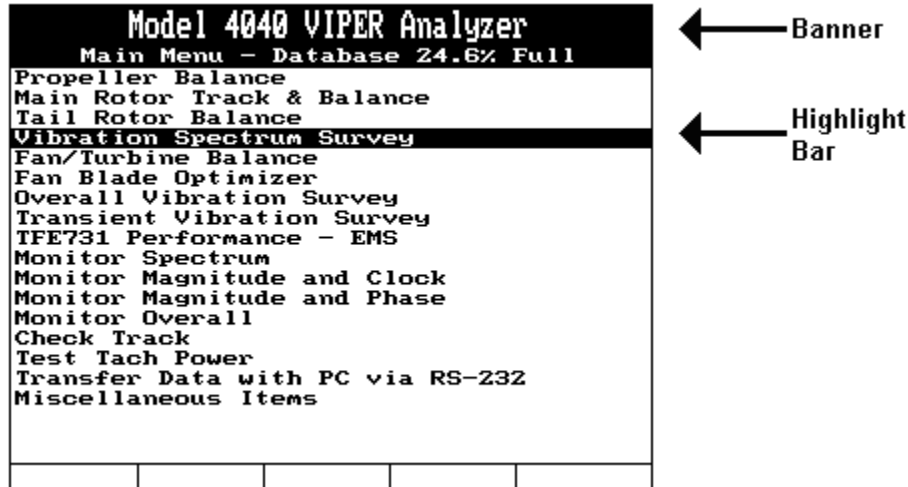 Model 4040 VIPER Analyzer
Main Menu – Database 24.6% Full
Propeller Balance
Main Rotor Track & Balance
Tail Rotor Balance
Vibration Spectrum Survey
Fan/Turbine Balance
Fan Blade Optimizer
Overall Vibration Survey
Transient Vibration Survey
TFE731 Performance – EMS
Monitor Spectrum
Monitor Magnitude and Clock
Monitor Magnitude and Phase
Monitor Overall
Check Track
Test Tach Power
Transfer Data with PC via RS-232
Miscellaneous Items
Banner
Highlight
Bar